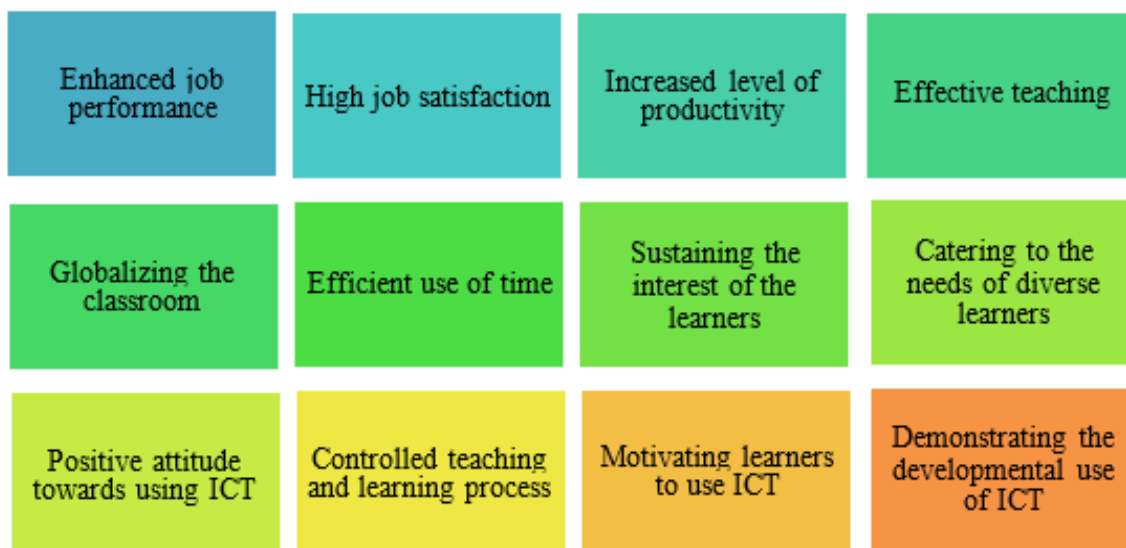 Enhanced job
performance
High job satisfaction
Increased level of
productivity
Effective teaching
Globalizing the
classroom
Efficient use of time
Sustaining the
interest of the
learners
Catering to the
needs of diverse
learners
Positive attitude
towards using ICT
Controlled teaching
and learning process
Motivating learners
to use ICT
Demonstrating the
developmental use
of ICT